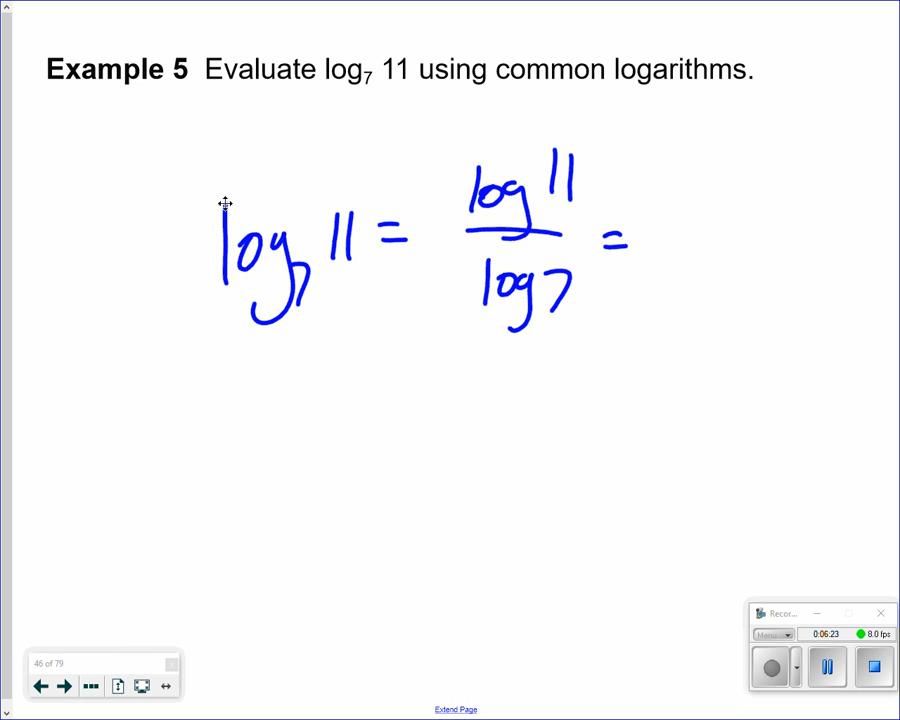 Example 5 Evaluate log₇ 11 using common logarithms.
log₇ 11 = log 11 / log 7 =
Recor...
Menu
0:06:23
8.0 fps
46 of 79
Extend Page